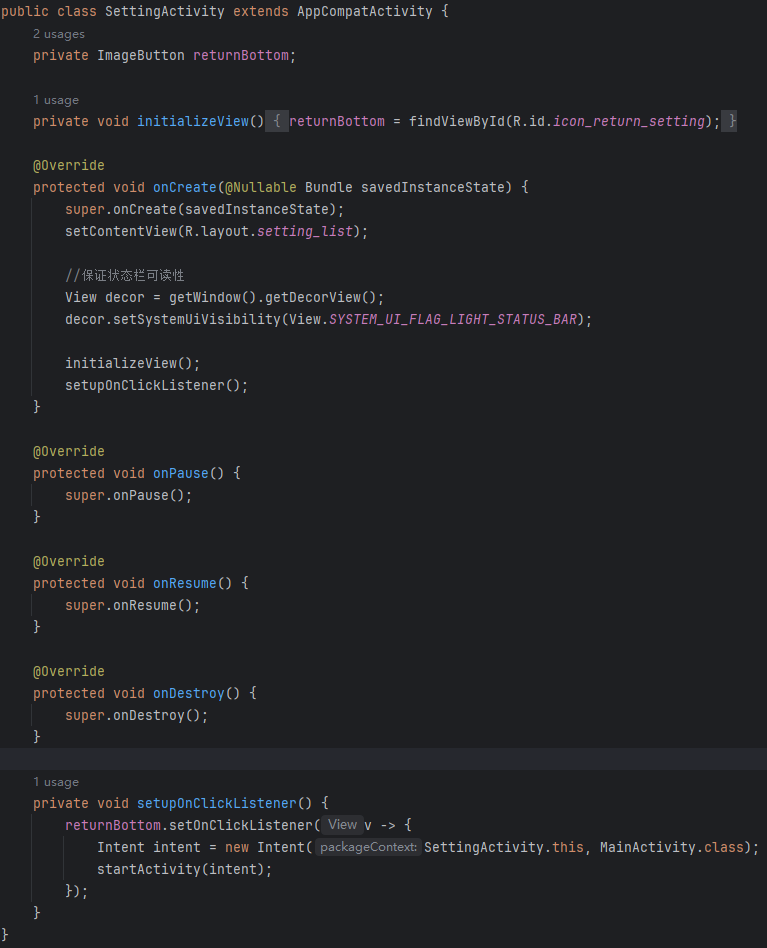 public class SettingActivity extends AppCompatActivity {
2 usages
private ImageButton returnBottom;
1 usage
private void initializeView() { returnBottom = findViewById(R.id.icon_return_setting); }
@Override
protected void onCreate(@Nullable Bundle savedInstanceState) {
super.onCreate(savedInstanceState);
setContentView(R.layout.setting_list);
//保证状态栏可读性
View decor = getWindow().getDecorView();
decor.setSystemUiVisibility(View.SYSTEM_UI_FLAG_LIGHT_STATUS_BAR);
initializeView();
setupOnClickListener();
}
@Override
protected void onPause() {
super.onPause();
}
@Override
protected void onResume() {
super.onResume();
}
@Override
protected void onDestroy() {
super.onDestroy();
}
1 usage
private void setupOnClickListener() {
returnBottom.setOnClickListener( View v -> {
Intent intent = new Intent( packageContext: SettingActivity.this, MainActivity.class);
startActivity(intent);
});
}
}